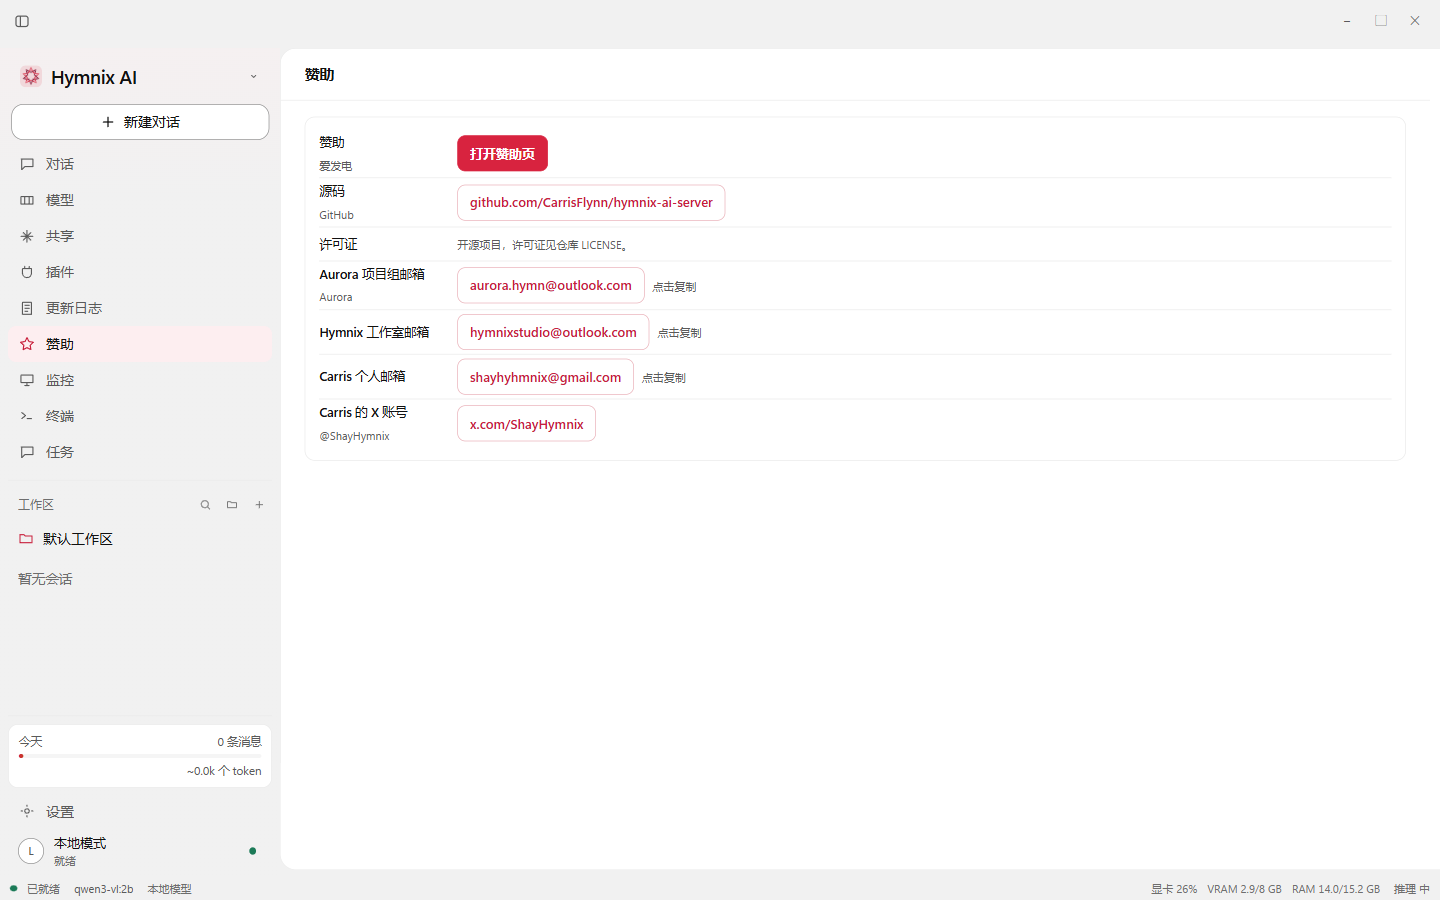 Hymnix AI
新建对话
对话
模型
共享
插件
更新日志
赞助
监控
终端
任务
工作区
默认工作区
暂无会话
今天 0 条消息
~0.0k 个 token
设置
L 本地模式
就绪
赞助
赞助
爱发电
打开赞助页
源码
GitHub
github.com/CarrisFlynn/hymnix-ai-server
许可证
开源项目，许可证见仓库 LICENSE。
Aurora 项目组邮箱
Aurora
aurora.hymn@outlook.com 点击复制
Hymnix 工作室邮箱
hymnixstudio@outlook.com 点击复制
Carris 个人邮箱
shayhyhmnix@gmail.com 点击复制
Carris 的 X 账号
@ShayHymnix
x.com/ShayHymnix
已就绪 qwen3-vl:2b 本地模型 显卡 26% VRAM 2.9/8 GB RAM 14.0/15.2 GB 推理 中